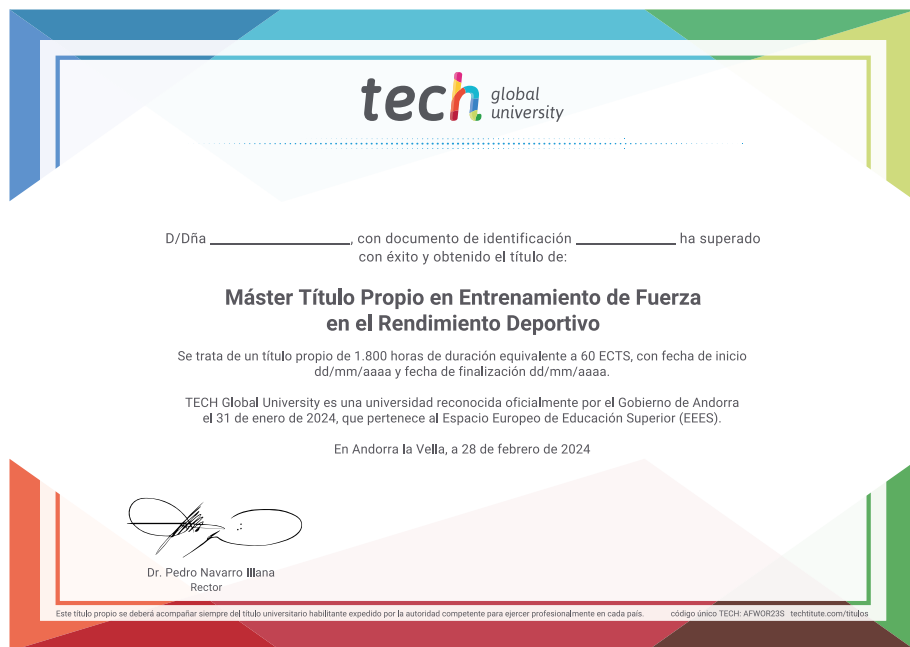 tech global
university
D/Dña ____________________, con documento de identificación ______________ ha superado
con éxito y obtenido el título de:
Máster Título Propio en Entrenamiento de Fuerza
en el Rendimiento Deportivo
Se trata de un título propio de 1.800 horas de duración equivalente a 60 ECTS, con fecha de inicio
dd/mm/aaaa y fecha de finalización dd/mm/aaaa.
TECH Global University es una universidad reconocida oficialmente por el Gobierno de Andorra
el 31 de enero de 2024, que pertenece al Espacio Europeo de Educación Superior (EEES).
En Andorra la Vella, a 28 de febrero de 2024
Dr. Pedro Navarro Illana
Rector
Este título propio se deberá acompañar siempre del título universitario habilitante expedido por la autoridad competente para ejercer profesionalmente en cada país. código único TECH: AFWOR23S techtitute.com/titulos